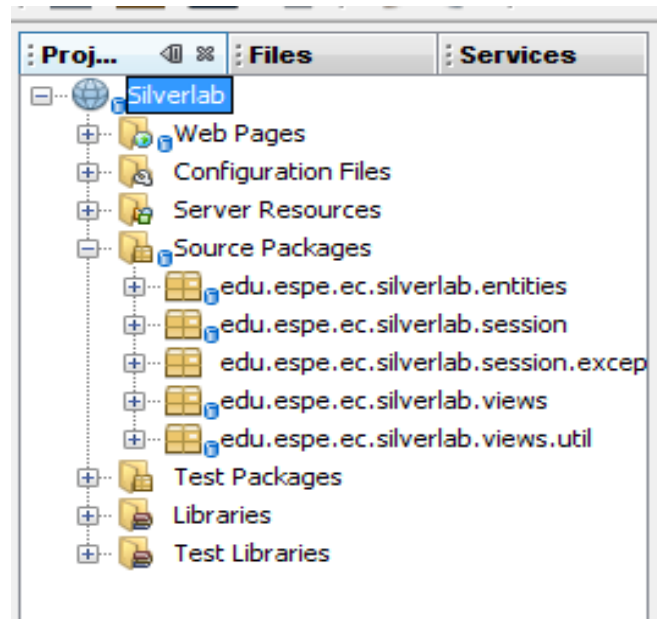 Proj... Files Services
Silverlab
Web Pages
Configuration Files
Server Resources
Source Packages
edu.espe.ec.silverlab.entities
edu.espe.ec.silverlab.session
edu.espe.ec.silverlab.session.excep
edu.espe.ec.silverlab.views
edu.espe.ec.silverlab.views.util
Test Packages
Libraries
Test Libraries